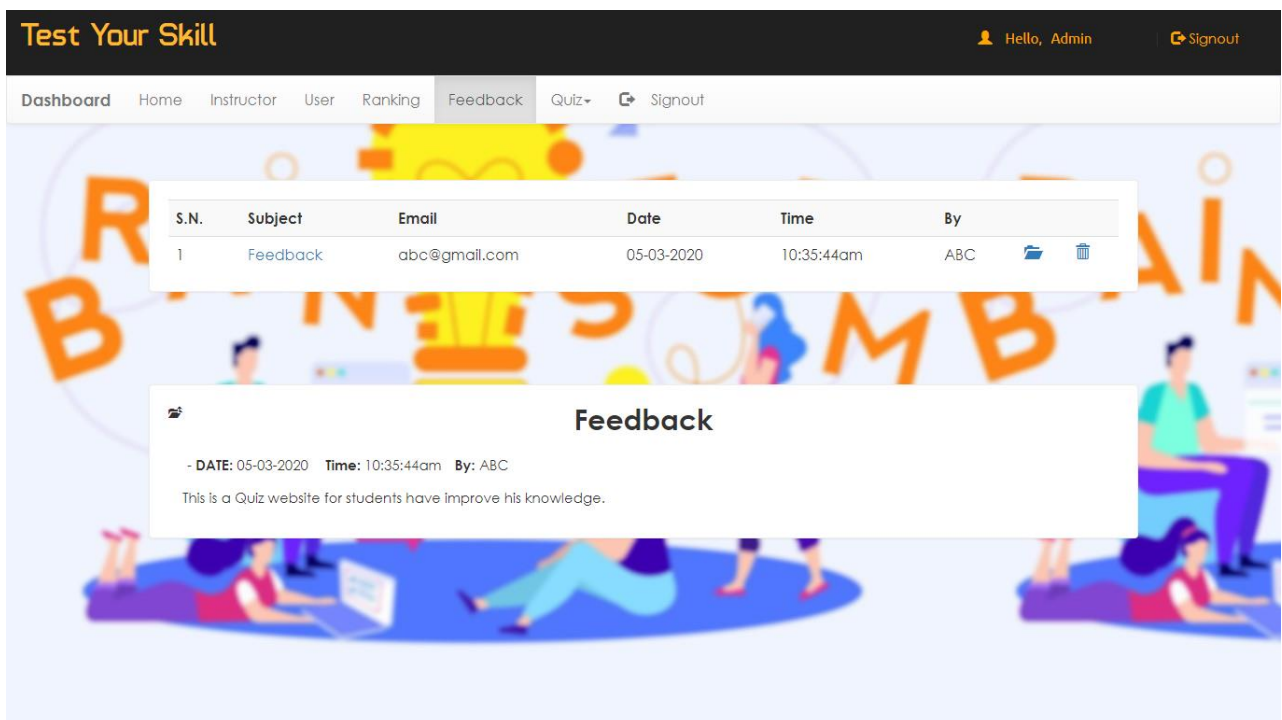 Test Your Skill Hello, Admin Signout
Dashboard Home Instructor User Ranking Feedback Quiz Signout
S.N. Subject Email Date Time By
1 Feedback abc@gmail.com 05-03-2020 10:35:44am ABC
Feedback
- DATE: 05-03-2020 Time: 10:35:44am By: ABC
This is a Quiz website for students have improve his knowledge.